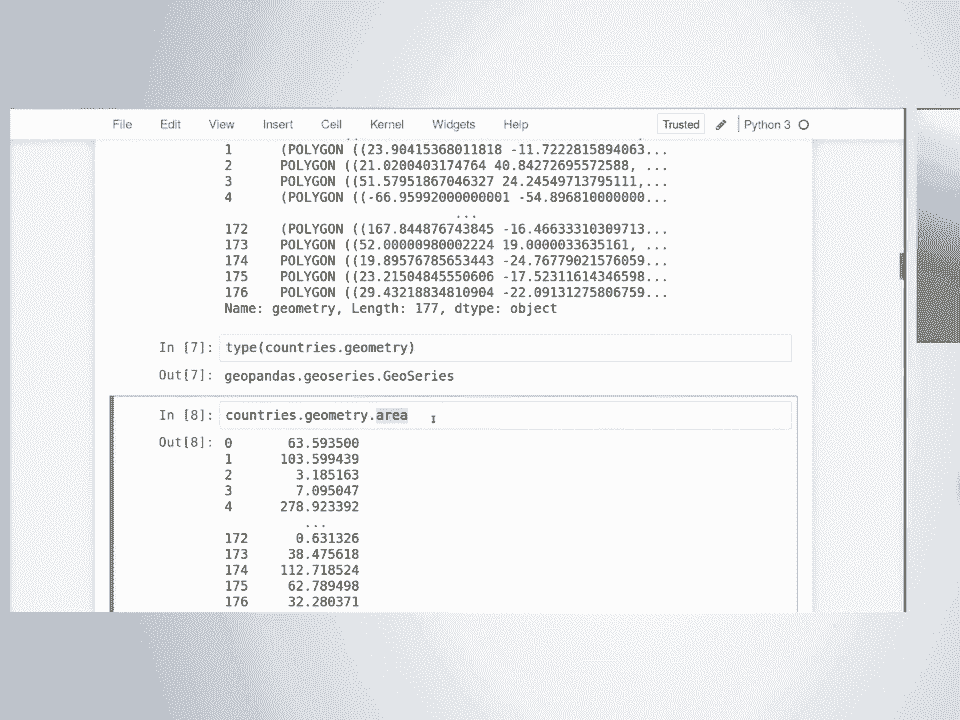 File Edit View Insert Cell Kernel Widgets Help Trusted Python 3
1 (POLYGON ((23.90415368011818 -11.7222815894063...
2 POLYGON ((21.0200403174764 40.84272695572588, ...
3 POLYGON ((51.57951867046327 24.24549713795111,...
4 (POLYGON ((-66.95992000000001 -54.896810000000...
...
172 (POLYGON ((167.844876743845 -16.46633310309713...
173 POLYGON ((52.00000980002224 19.0000033635161, ...
174 POLYGON ((19.89576785653443 -24.76779021576059...
175 POLYGON ((23.21504845550606 -17.52311614346598...
176 POLYGON ((29.43218834810904 -22.09131275806759...
Name: geometry, Length: 177, dtype: object
In [7]: type(countries.geometry)
Out[7]: geopandas.geoseries.GeoSeries
In [8]: countries.geometry.area
Out[8]: 0 63.593500
1 103.599439
2 3.185163
3 7.095047
4 278.923392
...
172 0.631326
173 38.475618
174 112.718524
175 62.789498
176 32.280371